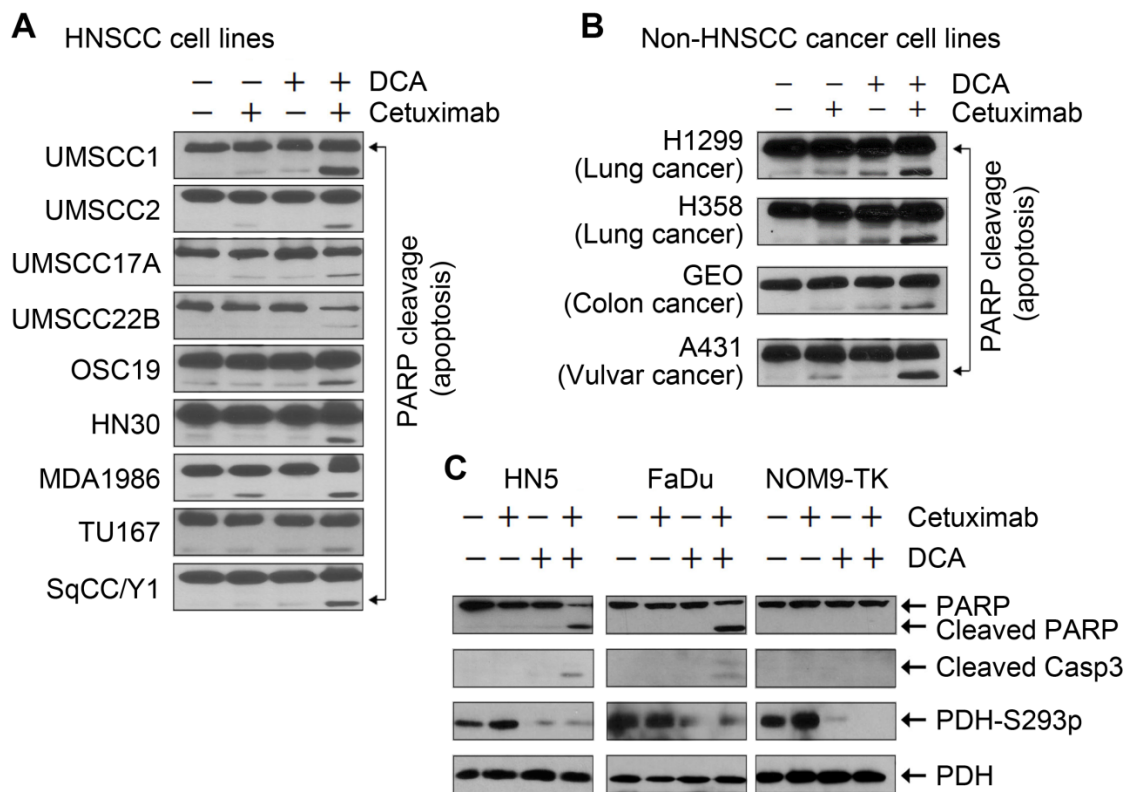 A HNSCC cell lines
− − + + DCA
− + − + Cetuximab
UMSCC1
UMSCC2
UMSCC17A
UMSCC22B
OSC19
HN30
MDA1986
TU167
SqCC/Y1
PARP cleavage
(apoptosis)
B Non-HNSCC cancer cell lines
− − + + DCA
− + − + Cetuximab
H1299
(Lung cancer)
H358
(Lung cancer)
GEO
(Colon cancer)
A431
(Vulvar cancer)
PARP cleavage
(apoptosis)
C HN5 FaDu NOM9-TK
− + − + − + − + − + − + Cetuximab
− − + + − − + + − − + + DCA
PARP
Cleaved PARP
Cleaved Casp3
PDH-S293p
PDH